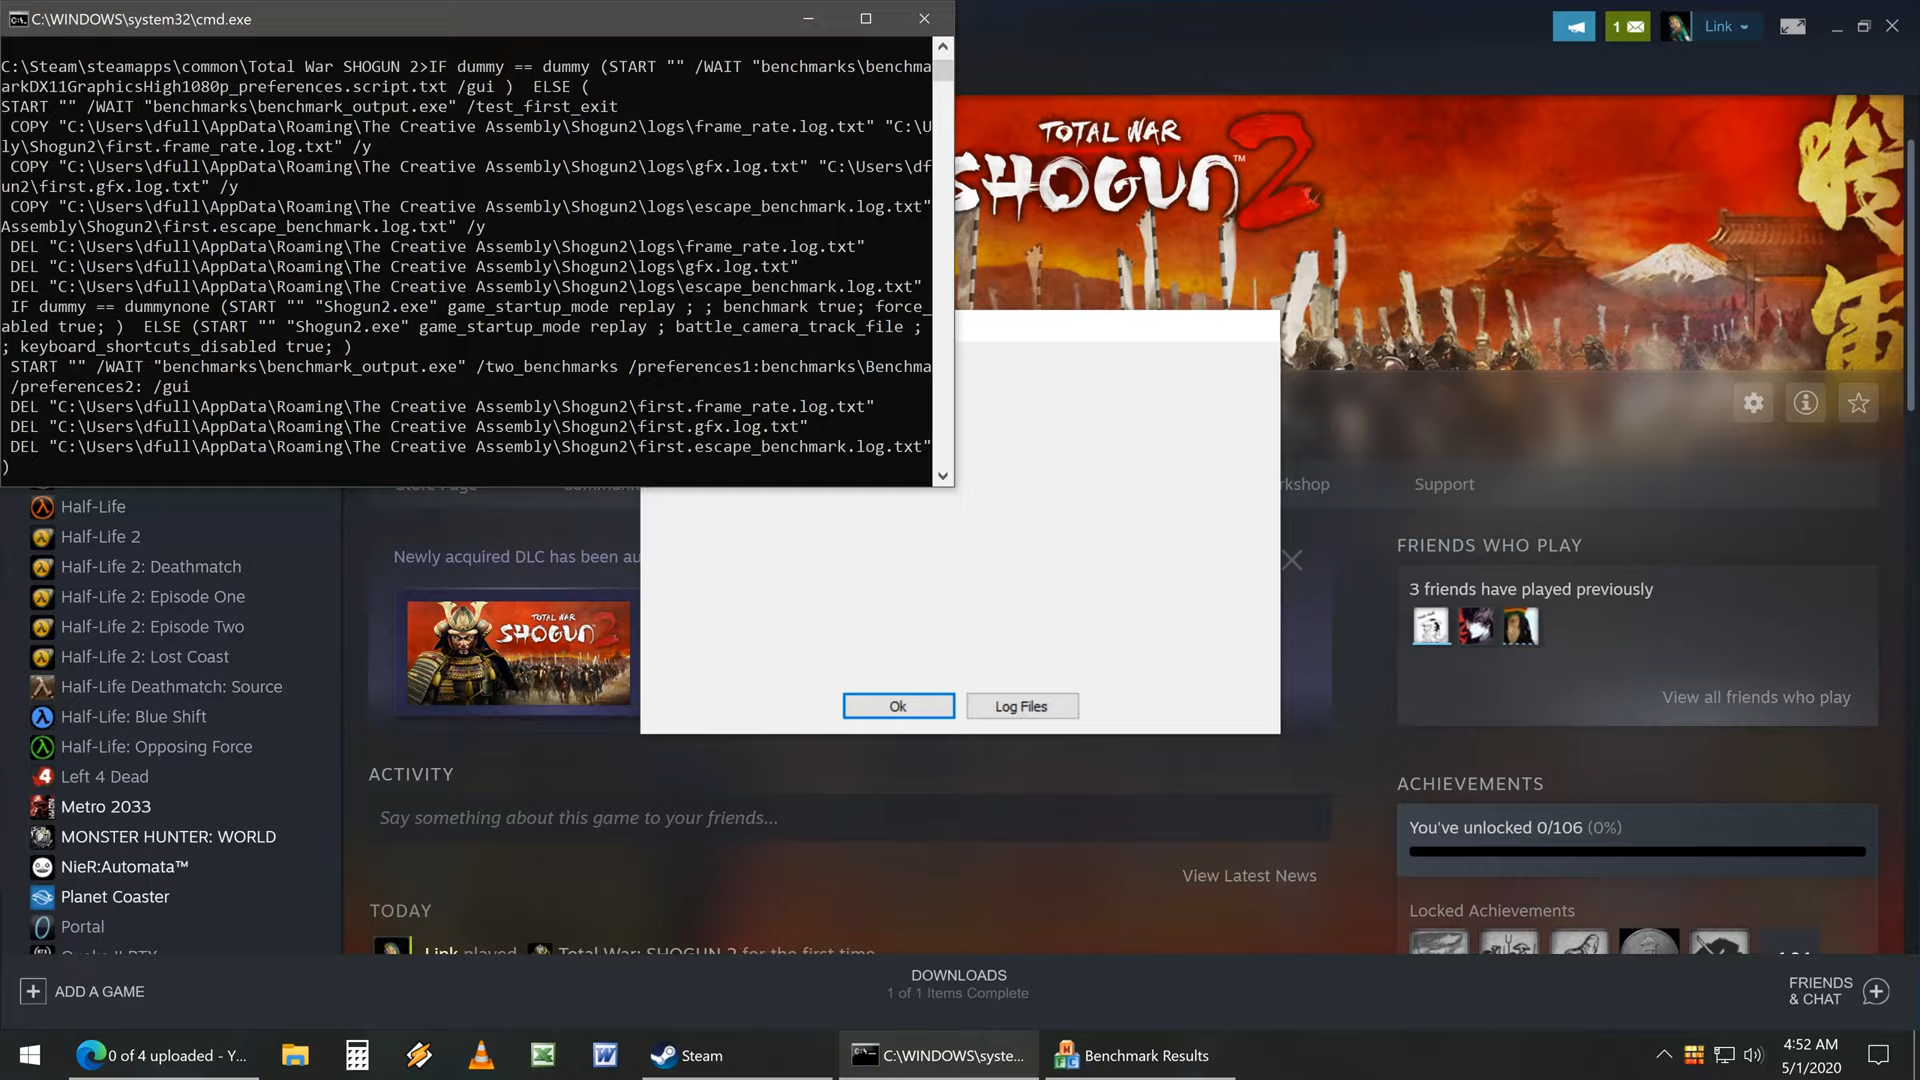 C:\WINDOWS\system32\cmd.exe
C:\Steam\steamapps\common\Total War SHOGUN 2>IF dummy == dummy (START "" /WAIT "benchmarks\benchma
arkDX11GraphicsHigh1080p_preferences.script.txt /gui )  ELSE (
START "" /WAIT "benchmarks\benchmark_output.exe" /test_first_exit
COPY "C:\Users\dfull\AppData\Roaming\The Creative Assembly\Shogun2\logs\frame_rate.log.txt" "C:\U
ly\Shogun2\first.frame_rate.log.txt" /y
COPY "C:\Users\dfull\AppData\Roaming\The Creative Assembly\Shogun2\logs\gfx.log.txt" "C:\Users\df
un2\first.gfx.log.txt" /y
COPY "C:\Users\dfull\AppData\Roaming\The Creative Assembly\Shogun2\logs\escape_benchmark.log.txt"
Assembly\Shogun2\first.escape_benchmark.log.txt" /y
DEL "C:\Users\dfull\AppData\Roaming\The Creative Assembly\Shogun2\logs\frame_rate.log.txt"
DEL "C:\Users\dfull\AppData\Roaming\The Creative Assembly\Shogun2\logs\gfx.log.txt"
DEL "C:\Users\dfull\AppData\Roaming\The Creative Assembly\Shogun2\logs\escape_benchmark.log.txt"
IF dummy == dummynone (START "" "Shogun2.exe" game_startup_mode replay ; ; benchmark true; force_
abled true; )  ELSE (START "" "Shogun2.exe" game_startup_mode replay ; battle_camera_track_file ;
; keyboard_shortcuts_disabled true; )
START "" /WAIT "benchmarks\benchmark_output.exe" /two_benchmarks /preferences1:benchmarks\Benchma
/preferences2: /gui
DEL "C:\Users\dfull\AppData\Roaming\The Creative Assembly\Shogun2\first.frame_rate.log.txt"
DEL "C:\Users\dfull\AppData\Roaming\The Creative Assembly\Shogun2\first.gfx.log.txt"
DEL "C:\Users\dfull\AppData\Roaming\The Creative Assembly\Shogun2\first.escape_benchmark.log.txt"
)
1
Link
TOTAL WAR
SHOGUN 2™
Support
Half-Life
Half-Life 2
Half-Life 2: Deathmatch
Half-Life 2: Episode One
Half-Life 2: Episode Two
Half-Life 2: Lost Coast
Half-Life Deathmatch: Source
Half-Life: Blue Shift
Half-Life: Opposing Force
Left 4 Dead
Metro 2033
MONSTER HUNTER: WORLD
NieR:Automata™
Planet Coaster
Portal
Newly acquired DLC has been au
TOTAL WAR
SHOGUN 2
Ok
Log Files
FRIENDS WHO PLAY
3 friends have played previously
View all friends who play
ACTIVITY
Say something about this game to your friends...
View Latest News
TODAY
Link played Total War: SHOGUN 2 for the first time
ACHIEVEMENTS
You've unlocked 0/106 (0%)
Locked Achievements
ADD A GAME
DOWNLOADS
1 of 1 Items Complete
FRIENDS
& CHAT
0 of 4 uploaded - Y...
Steam
C:\WINDOWS\syste...
Benchmark Results
4:52 AM
5/1/2020